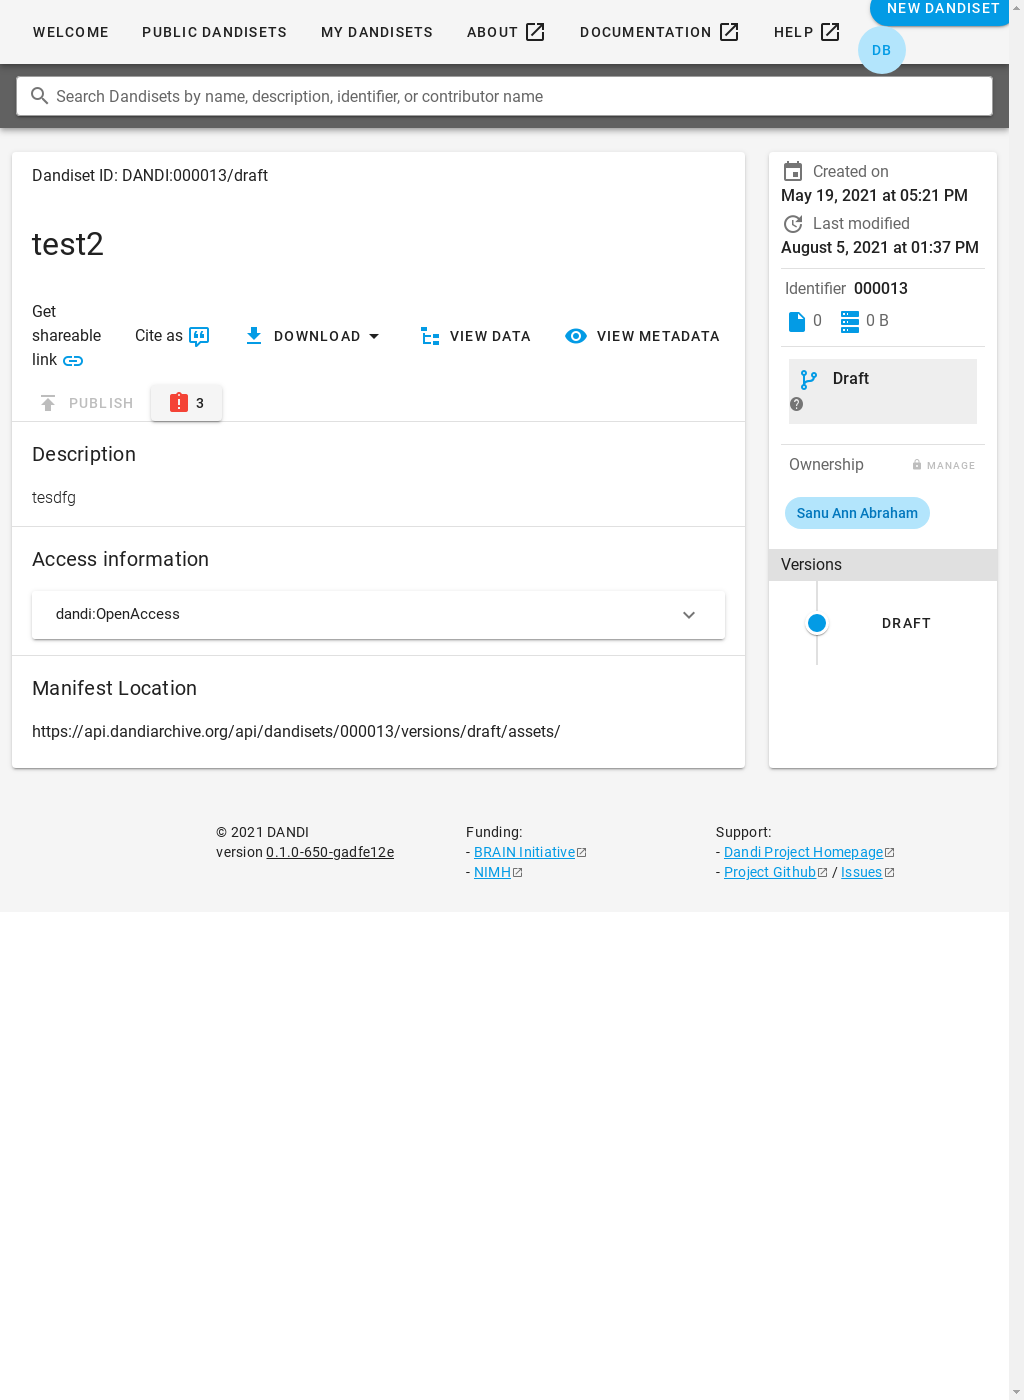 WELCOME PUBLIC DANDISETS MY DANDISETS ABOUT DOCUMENTATION HELP NEW DANDISET
DB
Search Dandisets by name, description, identifier, or contributor name
Dandiset ID: DANDI:000013/draft
test2
Get shareable link
Cite as
DOWNLOAD
VIEW DATA
VIEW METADATA
PUBLISH
3
Description
tesdfg
Access information
dandi:OpenAccess
Manifest Location
https://api.dandiarchive.org/api/dandisets/000013/versions/draft/assets/
Created on
May 19, 2021 at 05:21 PM
Last modified
August 5, 2021 at 01:37 PM
Identifier 000013
0 0 B
Draft
Ownership MANAGE
Sanu Ann Abraham
Versions
DRAFT
© 2021 DANDI
version 0.1.0-650-gadfe12e
Funding:
- BRAIN Initiative
- NIMH
Support:
- Dandi Project Homepage
- Project Github / Issues